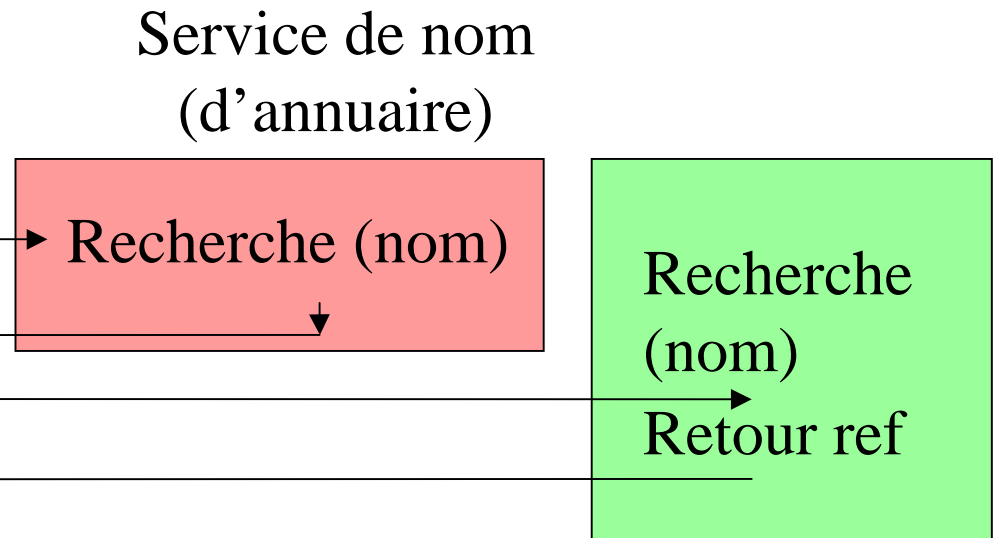 Service de nom
(d’annuaire)
Recherche (nom)
Recherche
(nom)
Retour ref